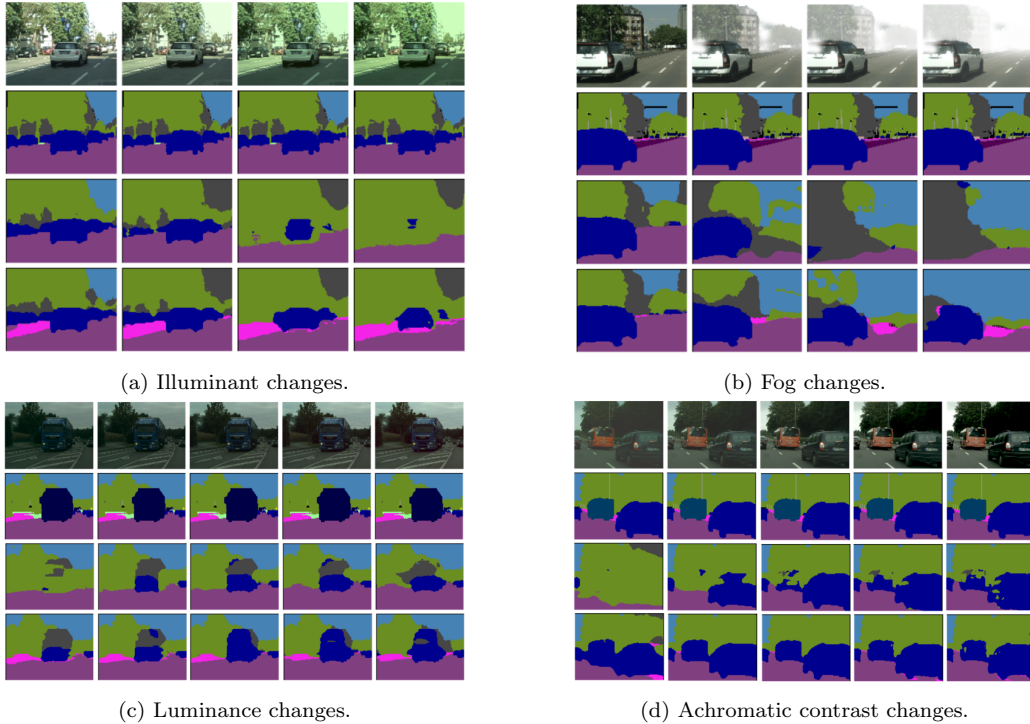 (a) Illuminant changes.
(b) Fog changes.
(c) Luminance changes.
(d) Achromatic contrast changes.